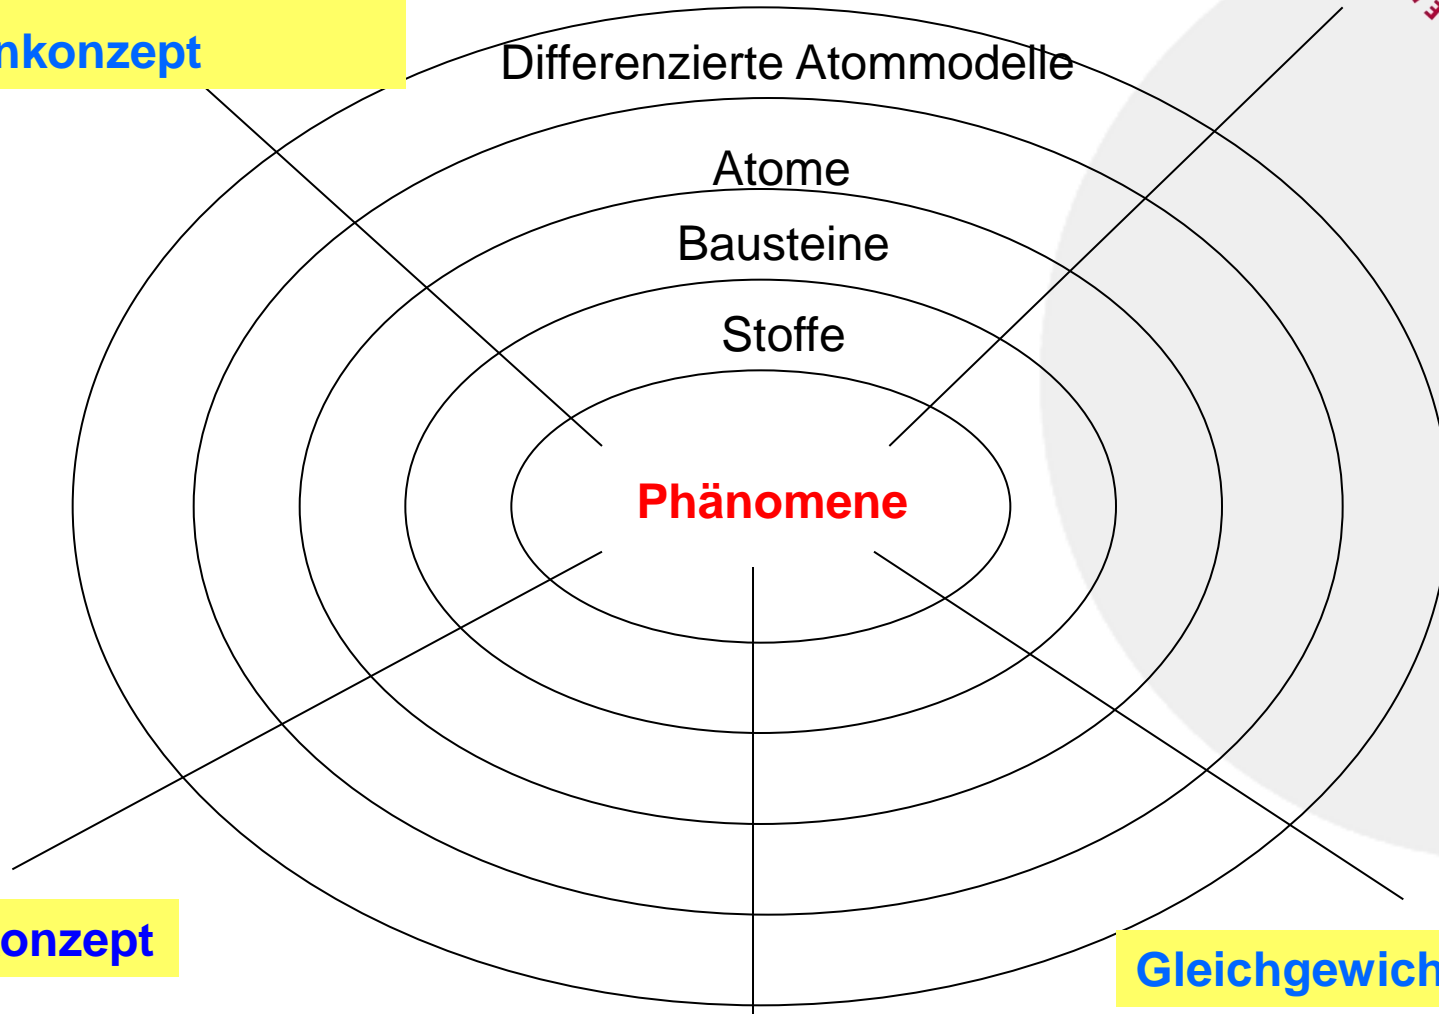 nkonzept
Differenzierte Atommodelle
Atome
Bausteine
Stoffe
Phänomene
onzept
Gleichgewich